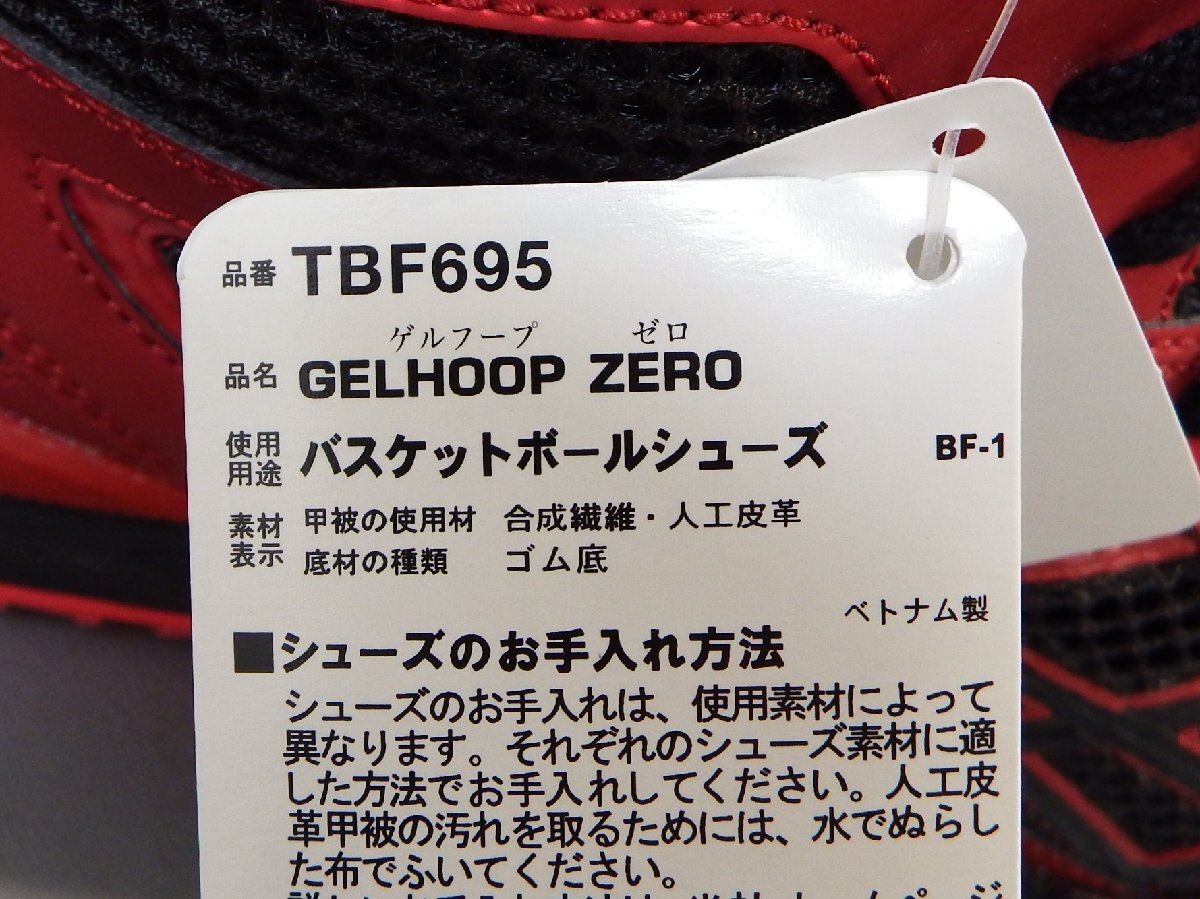 品番 TBF695
ゲルフープ ゼロ
品名 GELHOOP ZERO
使用用途 バスケットボールシューズ BF-1
素材表示 甲被の使用材 合成繊維・人工皮革
底材の種類 ゴム底
ベトナム製
■シューズのお手入れ方法
シューズのお手入れは、使用素材によって
異なります。それぞれのシューズ素材に適
した方法でお手入れしてください。人工皮
革甲被の汚れを取るためには、水でぬらし
た布でふいてください。